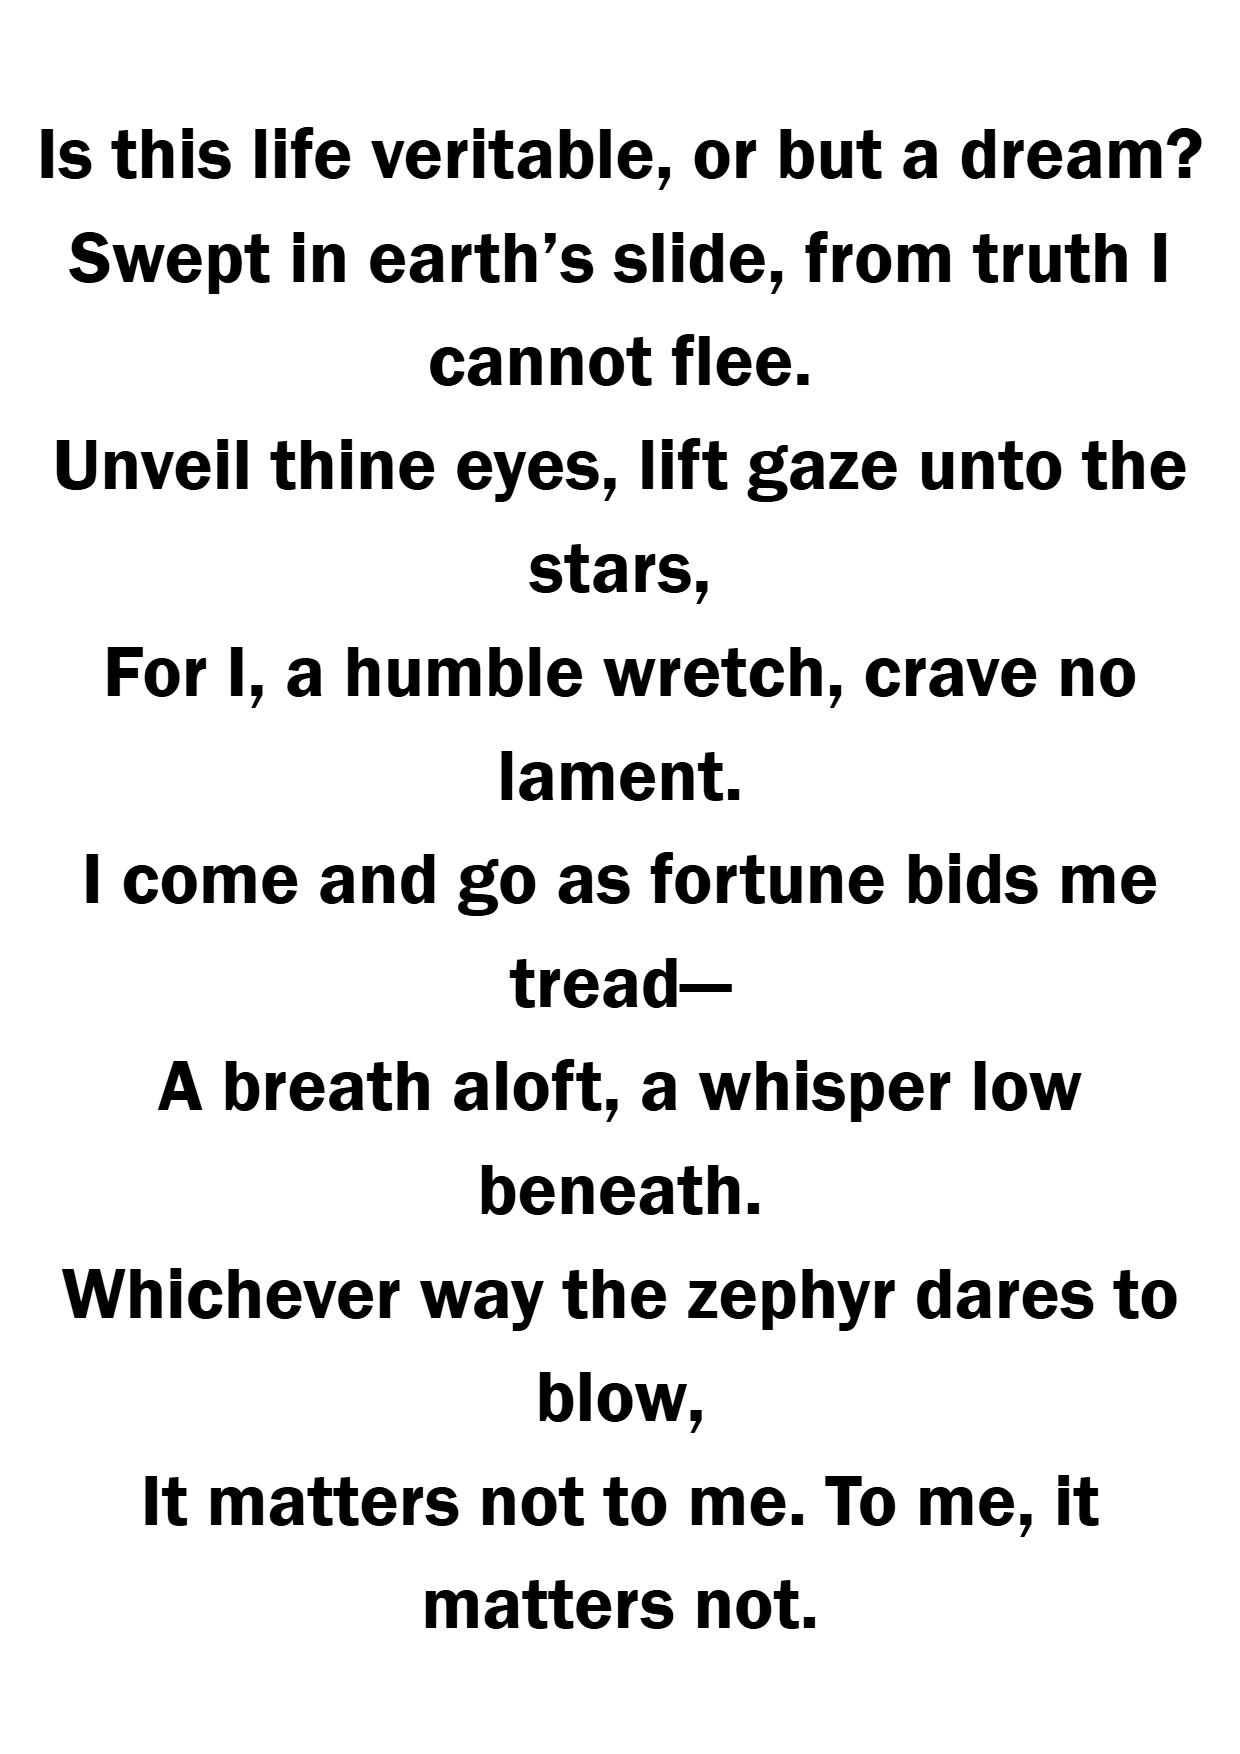 Is this life veritable, or but a dream?
Swept in earth’s slide, from truth I
cannot flee.
Unveil thine eyes, lift gaze unto the
stars,
For I, a humble wretch, crave no
lament.
I come and go as fortune bids me
tread—
A breath aloft, a whisper low
beneath.
Whichever way the zephyr dares to
blow,
It matters not to me. To me, it
matters not.